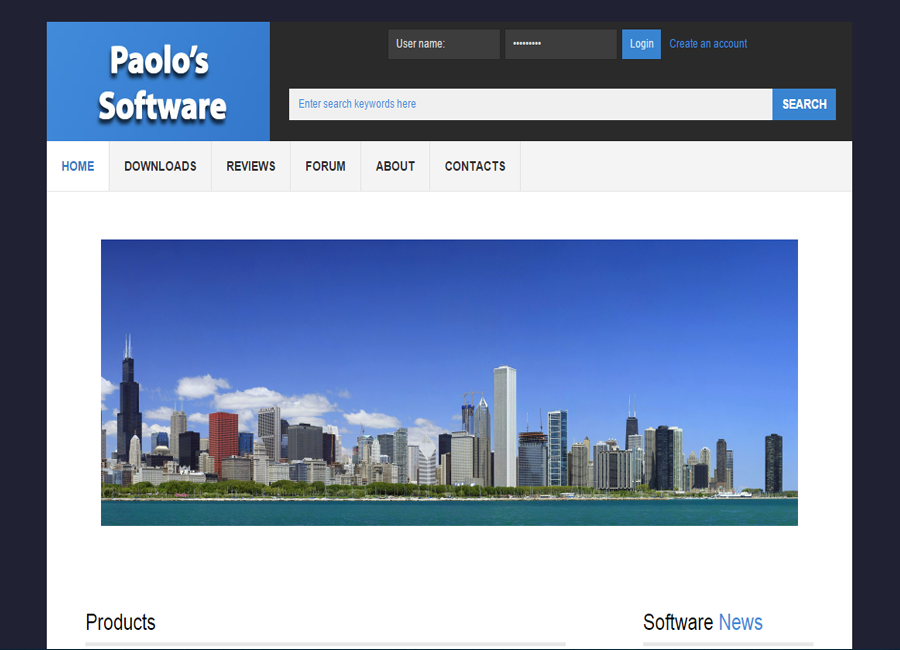 Paolo's
Software
User name:
•••••••••
Login
Create an account
Enter search keywords here
SEARCH
HOME
DOWNLOADS
REVIEWS
FORUM
ABOUT
CONTACTS
Products
Software News